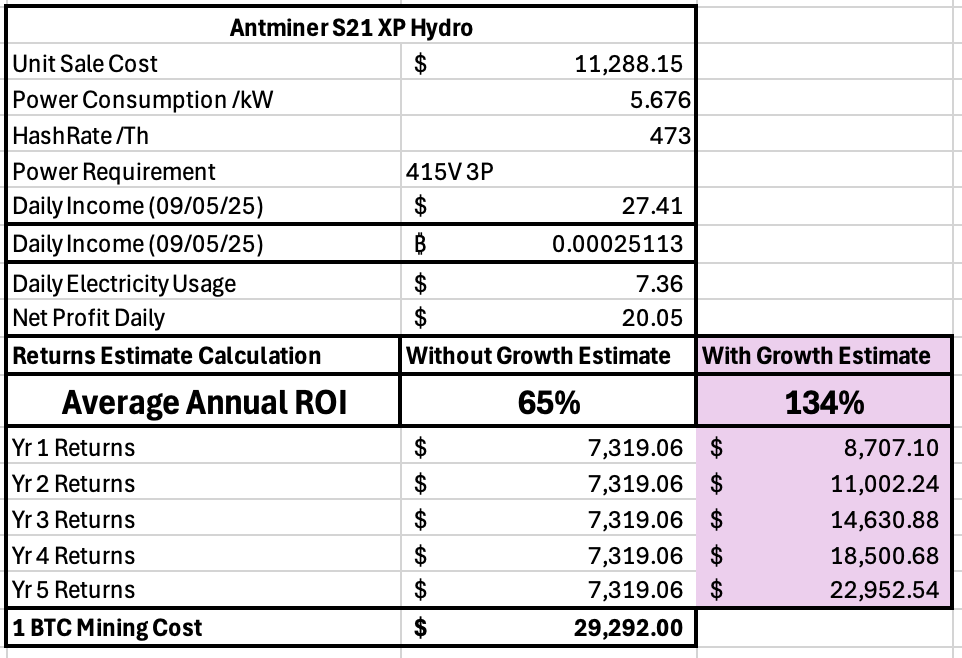 Antminer S21 XP Hydro
Unit Sale Cost $ 11,288.15
Power Consumption /kW 5.676
HashRate /Th 473
Power Requirement 415V 3P
Daily Income (09/05/25) $ 27.41
Daily Income (09/05/25) ₿ 0.00025113
Daily Electricity Usage $ 7.36
Net Profit Daily $ 20.05
Returns Estimate Calculation Without Growth Estimate With Growth Estimate
Average Annual ROI 65% 134%
Yr 1 Returns $ 7,319.06 $ 8,707.10
Yr 2 Returns $ 7,319.06 $ 11,002.24
Yr 3 Returns $ 7,319.06 $ 14,630.88
Yr 4 Returns $ 7,319.06 $ 18,500.68
Yr 5 Returns $ 7,319.06 $ 22,952.54
1 BTC Mining Cost $ 29,292.00